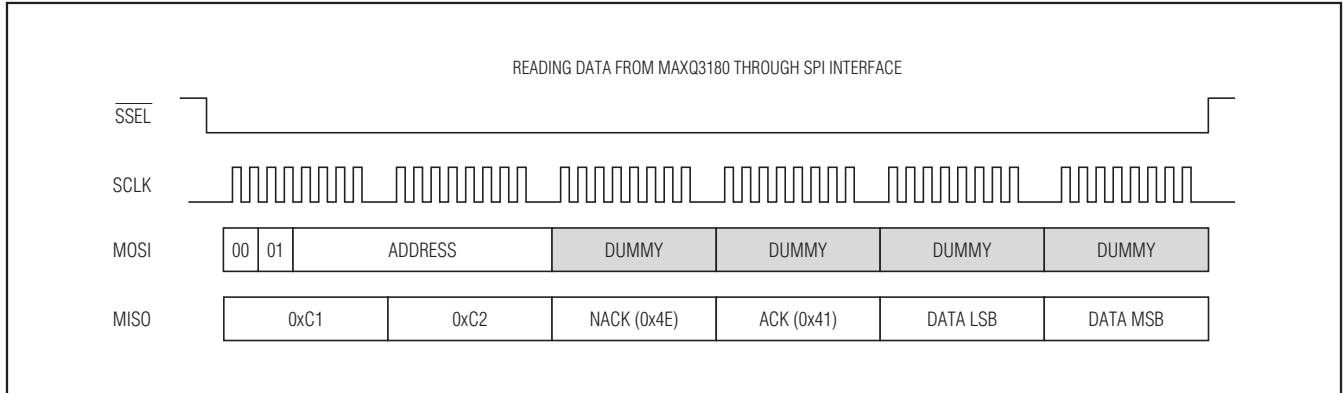 READING DATA FROM MAXQ3180 THROUGH SPI INTERFACE
SSEL
SCLK
MOSI 00 01 ADDRESS DUMMY DUMMY DUMMY DUMMY
MISO 0xC1 0xC2 NACK (0x4E) ACK (0x41) DATA LSB DATA MSB